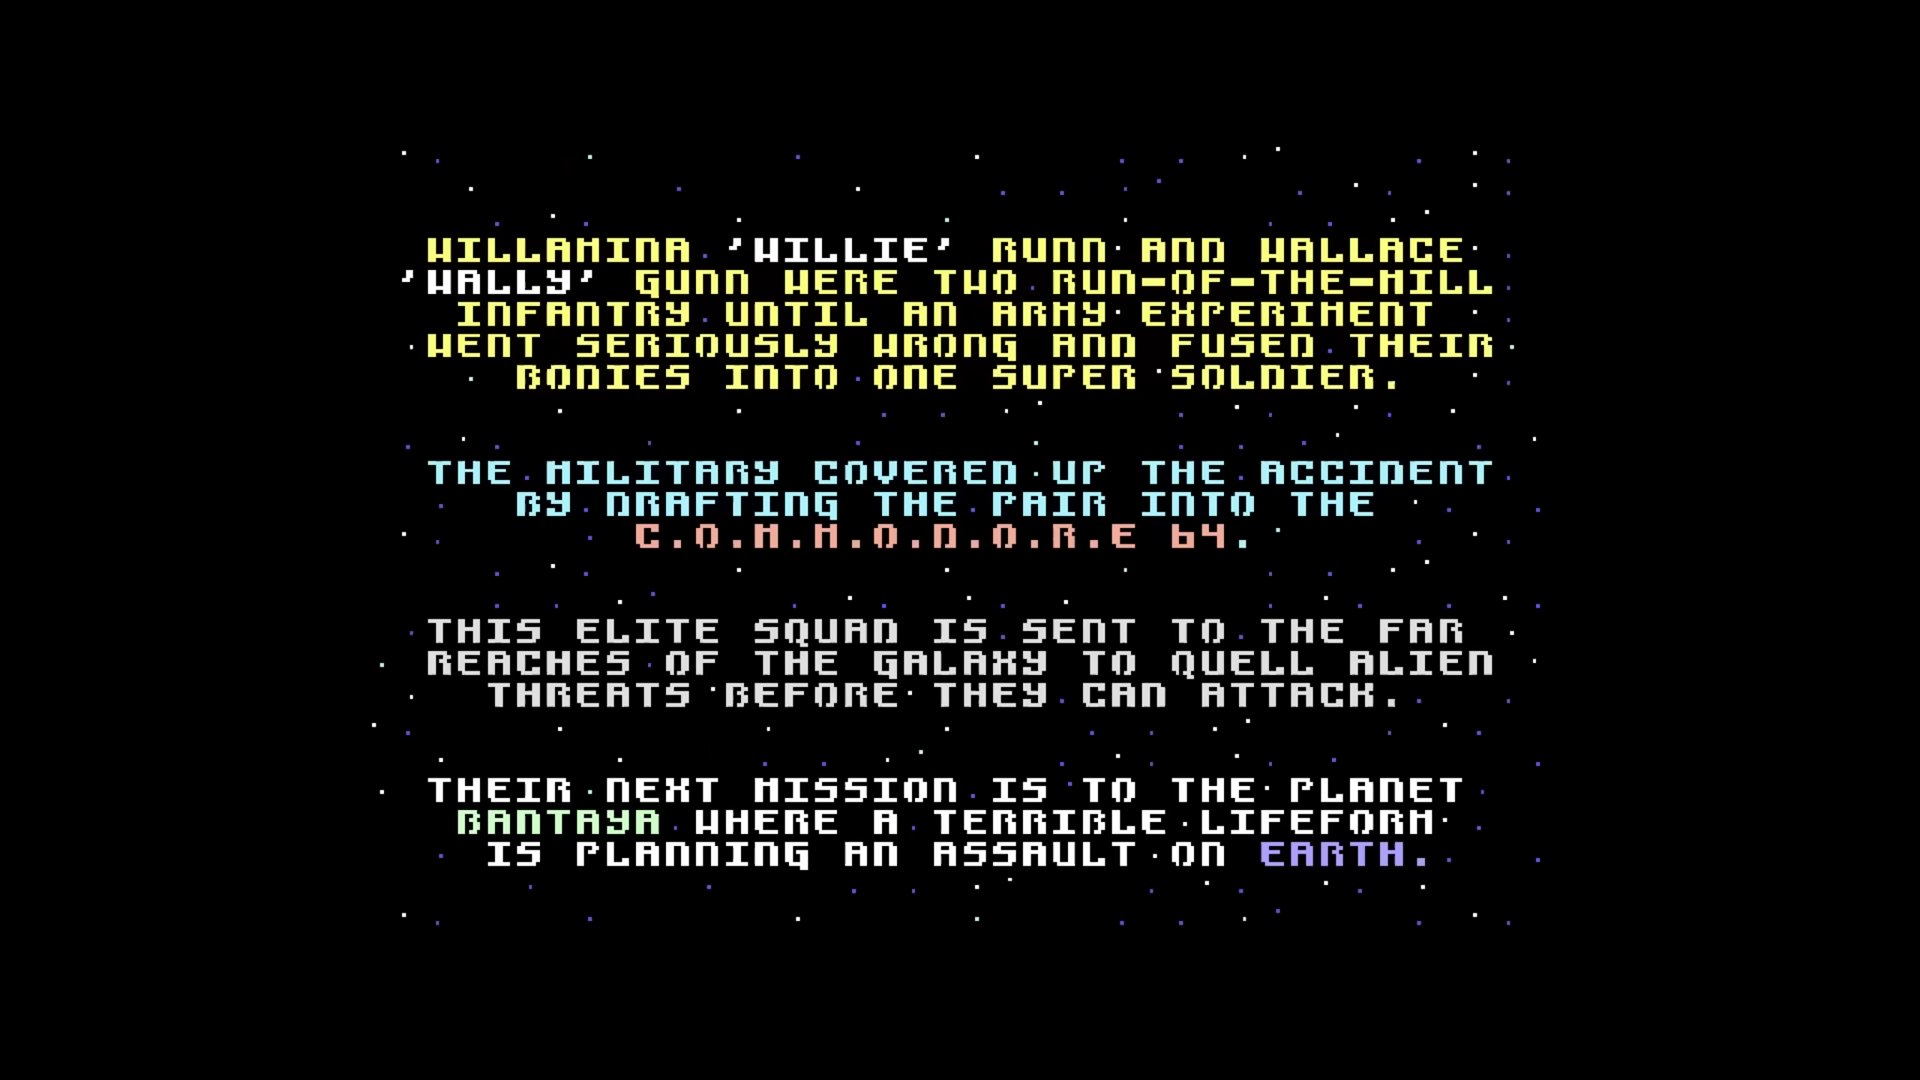 WILLAMINA 'WILLIE' RUNN AND WALLACE
'WALLY' GUNN WERE TWO RUN-OF-THE-MILL
INFANTRY UNTIL AN ARMY EXPERIMENT
WENT SERIOUSLY WRONG AND FUSED THEIR
BODIES INTO ONE SUPER SOLDIER.
THE MILITARY COVERED UP THE ACCIDENT
BY DRAFTING THE PAIR INTO THE
C.O.M.M.O.D.O.R.E 64.
THIS ELITE SQUAD IS SENT TO THE FAR
REACHES OF THE GALAXY TO QUELL ALIEN
THREATS BEFORE THEY CAN ATTACK.
THEIR NEXT MISSION IS TO THE PLANET
BANTAYA WHERE A TERRIBLE LIFEFORM
IS PLANNING AN ASSAULT ON EARTH.